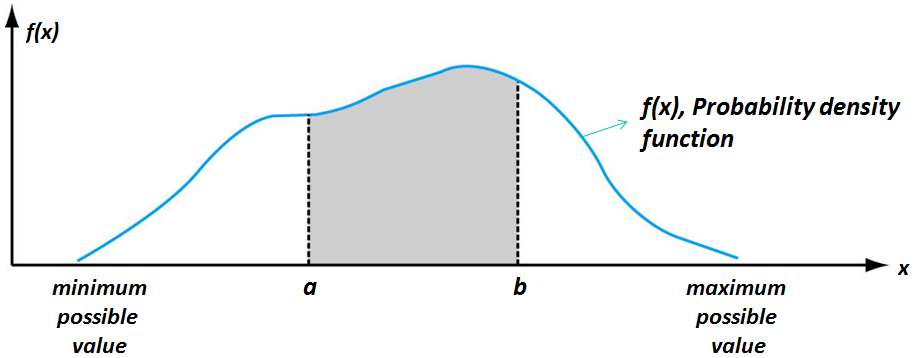 f(x)
f(x), Probability density
function
x
minimum
possible
value
a
b
maximum
possible
value